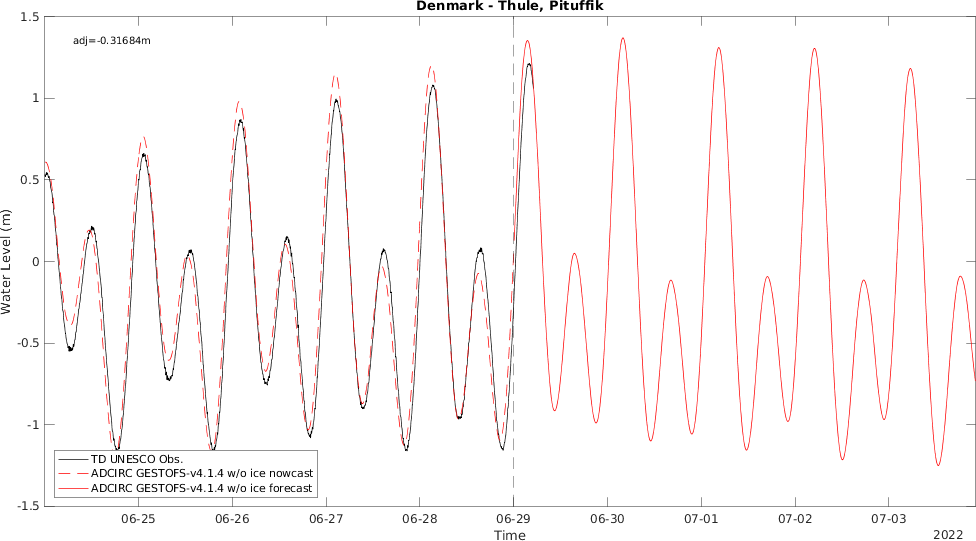 Denmark - Thule, Pituffik
adj=-0.31684m
1.5
1
0.5
0
-0.5
-1
-1.5
Water Level (m)
TD UNESCO Obs.
ADCIRC GESTOFS-v4.1.4 w/o ice nowcast
ADCIRC GESTOFS-v4.1.4 w/o ice forecast
06-25 06-26 06-27 06-28 06-29 06-30 07-01 07-02 07-03
Time
2022